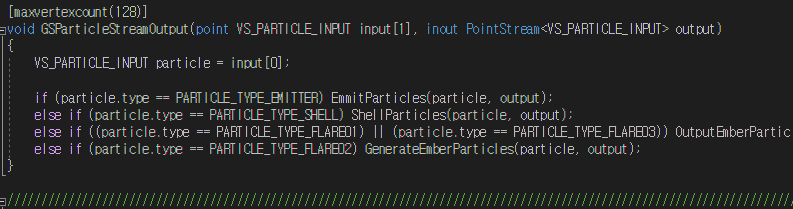 [maxvertexcount(128)]
void GSParticleStreamOutput(point VS_PARTICLE_INPUT input[1], inout PointStream<VS_PARTICLE_INPUT> output)
{
VS_PARTICLE_INPUT particle = input[0];
if (particle.type == PARTICLE_TYPE_EMITTER) EmmitParticles(particle, output);
else if (particle.type == PARTICLE_TYPE_SHELL) ShellParticles(particle, output);
else if ((particle.type == PARTICLE_TYPE_FLARE01) || (particle.type == PARTICLE_TYPE_FLARE03)) OutputEmberPartic
else if (particle.type == PARTICLE_TYPE_FLARE02) GenerateEmberParticles(particle, output);
}
////////////////////////////////////////////////////////////////////////////////////////////////////////////////////